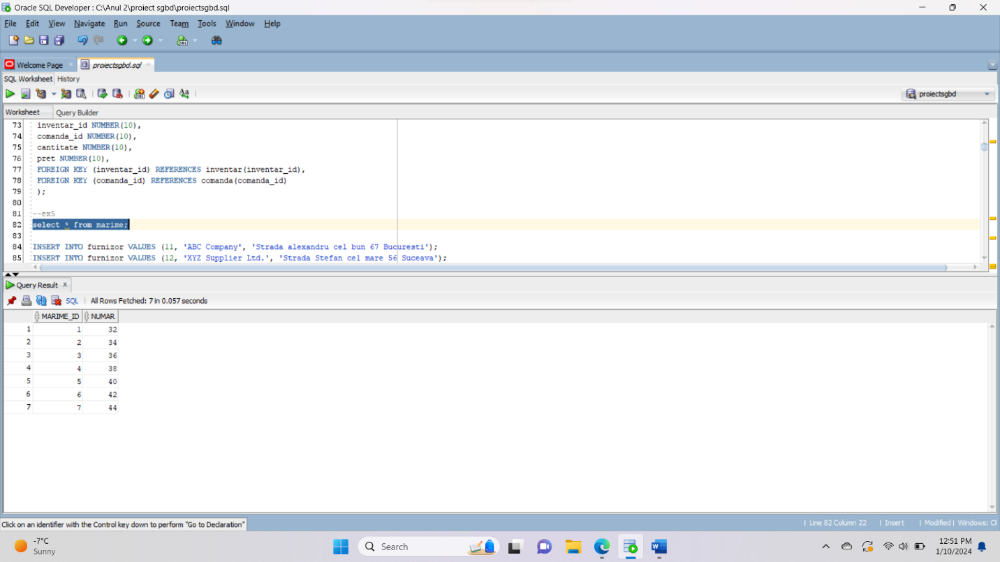 Oracle SQL Developer : C:\Anul 2\proiect sgbd\proiectsgbd.sql
File Edit View Navigate Run Source Team Tools Window Help
Welcome Page proiectsgbd.sql
SQL Worksheet History
proiectsgbd
Worksheet Query Builder
73 inventar_id NUMBER(10),
74 comanda_id NUMBER(10),
75 cantitate NUMBER(10),
76 pret NUMBER(10),
77 FOREIGN KEY (inventar_id) REFERENCES inventar(inventar_id),
78 FOREIGN KEY (comanda_id) REFERENCES comanda(comanda_id)
79 );
80
81 --ex5
82 select * from marime;
83
84 INSERT INTO furnizor VALUES (11, 'ABC Company', 'Strada alexandru cel bun 67 Bucuresti');
85 INSERT INTO furnizor VALUES (12, 'XYZ Supplier Ltd.', 'Strada Stefan cel mare 56 Suceava');
Query Result
SQL | All Rows Fetched: 7 in 0.057 seconds
MARIME_ID NUMAR
1 1 32
2 2 34
3 3 36
4 4 38
5 5 40
6 6 42
7 7 44
Click on an identifier with the Control key down to perform "Go to Declaration"
| Line 82 Column 22 | Insert | Modified | Windows: CR
-7°C
Sunny
Search
12:51 PM
1/10/2024